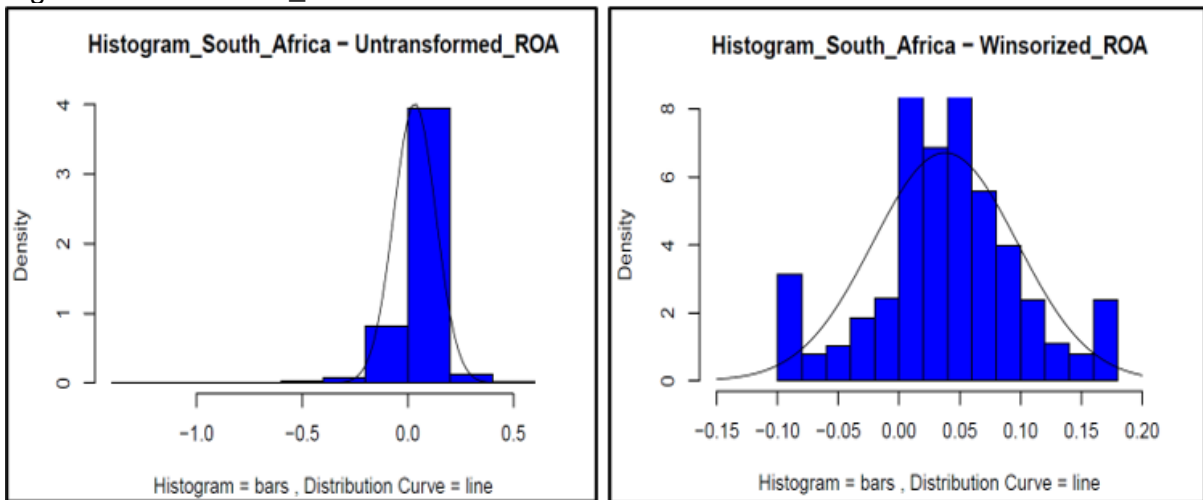 Histogram_South_Africa − Untransformed_ROA
Density
4
3
2
1
0
−1.0 −0.5 0.0 0.5
Histogram = bars , Distribution Curve = line
Histogram_South_Africa − Winsorized_ROA
Density
8
6
4
2
0
−0.15 −0.10 −0.05 0.00 0.05 0.10 0.15 0.20
Histogram = bars , Distribution Curve = line